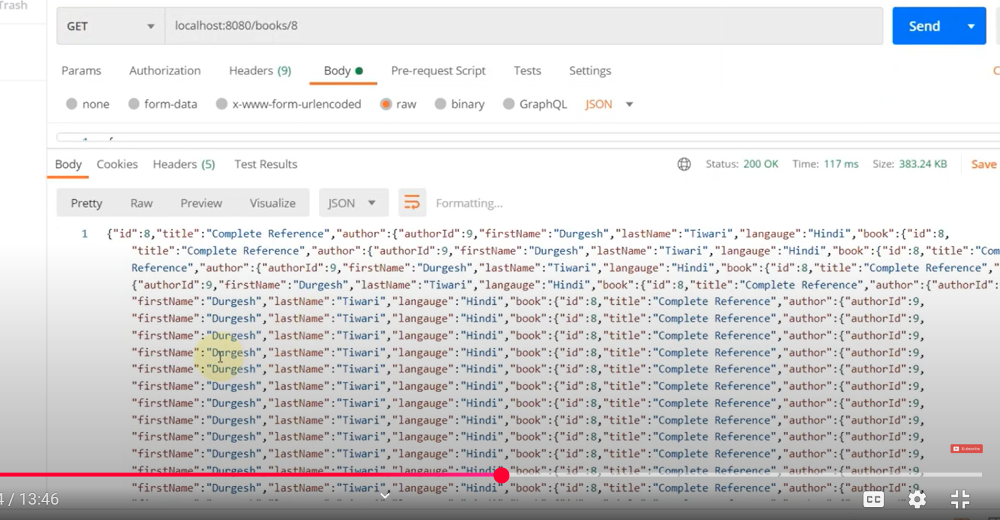 Trash
GET localhost:8080/books/8 Send
Params Authorization Headers (9) Body Pre-request Script Tests Settings
none form-data x-www-form-urlencoded raw binary GraphQL JSON
Body Cookies Headers (5) Test Results Status: 200 OK Time: 117 ms Size: 383.24 KB Save
Pretty Raw Preview Visualize JSON Formatting...
1 {"id":8,"title":"Complete Reference","author":{"authorId":9,"firstName":"Durgesh","lastName":"Tiwari","langauge":"Hindi","book":{"id":8,
"title":"Complete Reference","author":{"authorId":9,"firstName":"Durgesh","lastName":"Tiwari","langauge":"Hindi","book":{"id":8,"title":"Com
Reference","author":{"authorId":9,"firstName":"Durgesh","lastName":"Tiwari","langauge":"Hindi","book":{"id":8,"title":"Complete Reference","
{"authorId":9,"firstName":"Durgesh","lastName":"Tiwari","langauge":"Hindi","book":{"id":8,"title":"Complete Reference","author":{"authorId":
"firstName":"Durgesh","lastName":"Tiwari","langauge":"Hindi","book":{"id":8,"title":"Complete Reference","author":{"authorId":9,
"firstName":"Durgesh","lastName":"Tiwari","langauge":"Hindi","book":{"id":8,"title":"Complete Reference","author":{"authorId":9,
"firstName":"Durgesh","lastName":"Tiwari","langauge":"Hindi","book":{"id":8,"title":"Complete Reference","author":{"authorId":9,
"firstName":"Durgesh","lastName":"Tiwari","langauge":"Hindi","book":{"id":8,"title":"Complete Reference","author":{"authorId":9,
"firstName":"Durgesh","lastName":"Tiwari","langauge":"Hindi","book":{"id":8,"title":"Complete Reference","author":{"authorId":9,
"firstName":"Durgesh","lastName":"Tiwari","langauge":"Hindi","book":{"id":8,"title":"Complete Reference","author":{"authorId":9,
"firstName":"Durgesh","lastName":"Tiwari","langauge":"Hindi","book":{"id":8,"title":"Complete Reference","author":{"authorId":9,
"firstName":"Durgesh","lastName":"Tiwari","langauge":"Hindi","book":{"id":8,"title":"Complete Reference","author":{"authorId":9,
"firstName":"Durgesh","lastName":"Tiwari","langauge":"Hindi","book":{"id":8,"title":"Complete Reference","author":{"authorId":9,
"firstName":"Durgesh","lastName":"Tiwari","langauge":"Hindi","book":{"id":8,"title":"Complete Reference","author":{"authorId":9,
Subscribe
"firstName":"Durgesh","lastName":"Tiwari","langauge":"Hindi","book":{"id":8,"title":"Complete Reference","author":{"authorId":9,
"firstName":"Durgesh","lastName":"Tiwari","langauge":"Hindi","book":{"id":8,"title":"Complete Reference","author":{"authorId":9,
4 / 13:46 CC